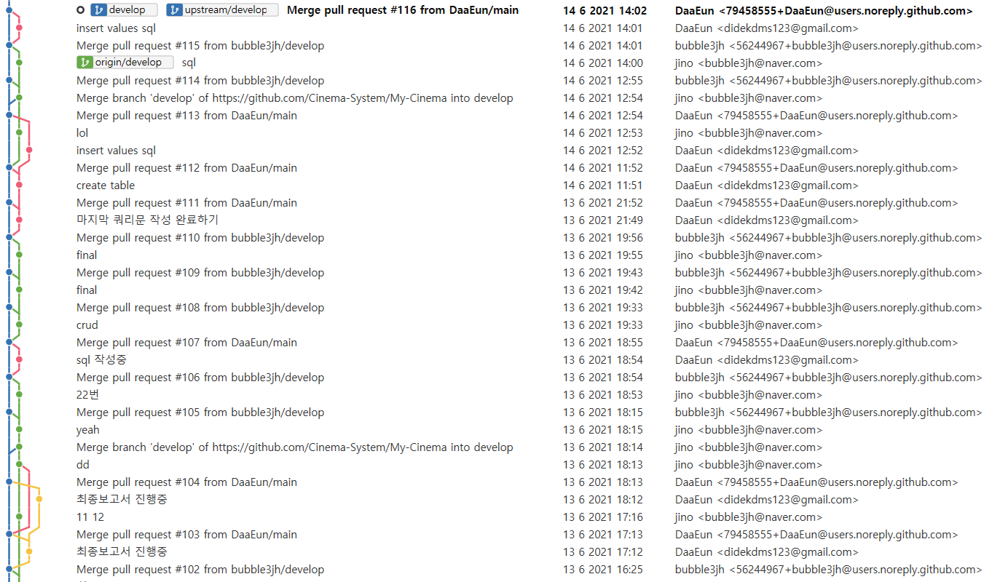 develop upstream/develop Merge pull request #116 from DaaEun/main 14 6 2021 14:02 DaaEun <79458555+DaaEun@users.noreply.github.com>
insert values sql 14 6 2021 14:01 DaaEun <didekdms123@gmail.com>
Merge pull request #115 from bubble3jh/develop 14 6 2021 14:01 bubble3jh <56244967+bubble3jh@users.noreply.github.com>
origin/develop sql 14 6 2021 14:00 jino <bubble3jh@naver.com>
Merge pull request #114 from bubble3jh/develop 14 6 2021 12:55 bubble3jh <56244967+bubble3jh@users.noreply.github.com>
Merge branch 'develop' of https://github.com/Cinema-System/My-Cinema into develop 14 6 2021 12:54 jino <bubble3jh@naver.com>
Merge pull request #113 from DaaEun/main 14 6 2021 12:54 DaaEun <79458555+DaaEun@users.noreply.github.com>
lol 14 6 2021 12:53 jino <bubble3jh@naver.com>
insert values sql 14 6 2021 12:52 DaaEun <didekdms123@gmail.com>
Merge pull request #112 from DaaEun/main 14 6 2021 11:52 DaaEun <79458555+DaaEun@users.noreply.github.com>
create table 14 6 2021 11:51 DaaEun <didekdms123@gmail.com>
Merge pull request #111 from DaaEun/main 13 6 2021 21:52 DaaEun <79458555+DaaEun@users.noreply.github.com>
마지막 쿼리문 작성 완료하기 13 6 2021 21:49 DaaEun <didekdms123@gmail.com>
Merge pull request #110 from bubble3jh/develop 13 6 2021 19:56 bubble3jh <56244967+bubble3jh@users.noreply.github.com>
final 13 6 2021 19:55 jino <bubble3jh@naver.com>
Merge pull request #109 from bubble3jh/develop 13 6 2021 19:43 bubble3jh <56244967+bubble3jh@users.noreply.github.com>
final 13 6 2021 19:42 jino <bubble3jh@naver.com>
Merge pull request #108 from bubble3jh/develop 13 6 2021 19:33 bubble3jh <56244967+bubble3jh@users.noreply.github.com>
crud 13 6 2021 19:33 jino <bubble3jh@naver.com>
Merge pull request #107 from DaaEun/main 13 6 2021 18:55 DaaEun <79458555+DaaEun@users.noreply.github.com>
sql 작성중 13 6 2021 18:54 DaaEun <didekdms123@gmail.com>
Merge pull request #106 from bubble3jh/develop 13 6 2021 18:54 bubble3jh <56244967+bubble3jh@users.noreply.github.com>
22번 13 6 2021 18:53 jino <bubble3jh@naver.com>
Merge pull request #105 from bubble3jh/develop 13 6 2021 18:15 bubble3jh <56244967+bubble3jh@users.noreply.github.com>
yeah 13 6 2021 18:15 jino <bubble3jh@naver.com>
Merge branch 'develop' of https://github.com/Cinema-System/My-Cinema into develop 13 6 2021 18:14 jino <bubble3jh@naver.com>
dd 13 6 2021 18:13 jino <bubble3jh@naver.com>
Merge pull request #104 from DaaEun/main 13 6 2021 18:13 DaaEun <79458555+DaaEun@users.noreply.github.com>
최종보고서 진행중 13 6 2021 18:12 DaaEun <didekdms123@gmail.com>
11 12 13 6 2021 17:16 jino <bubble3jh@naver.com>
Merge pull request #103 from DaaEun/main 13 6 2021 17:13 DaaEun <79458555+DaaEun@users.noreply.github.com>
최종보고서 진행중 13 6 2021 17:12 DaaEun <didekdms123@gmail.com>
Merge pull request #102 from bubble3jh/develop 13 6 2021 16:25 bubble3jh <56244967+bubble3jh@users.noreply.github.com>